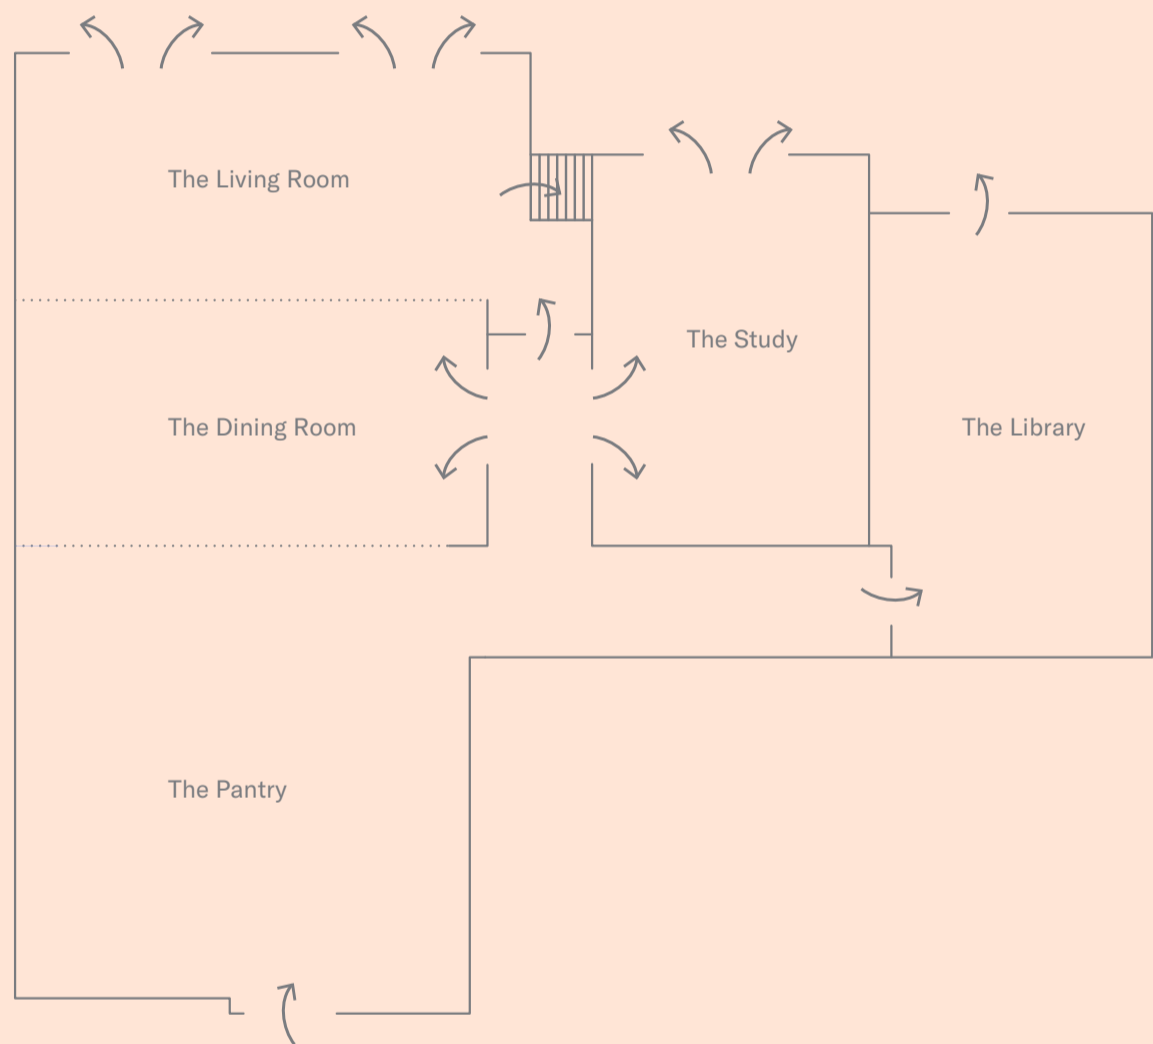 The Living Room
The Study
The Dining Room
The Library
The Pantry